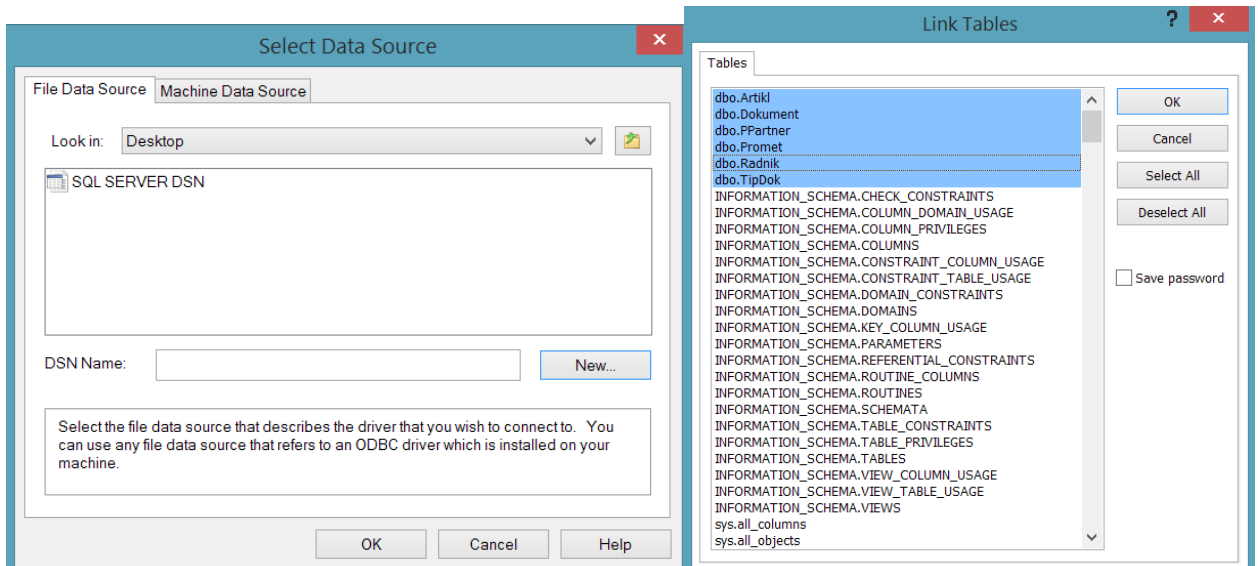 Select Data Source
File Data Source
Machine Data Source
Look in:
Desktop
SQL SERVER DSN
DSN Name:
New...
Select the file data source that describes the driver that you wish to connect to. You
can use any file data source that refers to an ODBC driver which is installed on your
machine.
OK
Cancel
Help
Link Tables
?
Tables
dbo.Artikl
dbo.Dokument
dbo.PPartner
dbo.Promet
dbo.Radnik
dbo.TipDok
INFORMATION_SCHEMA.CHECK_CONSTRAINTS
INFORMATION_SCHEMA.COLUMN_DOMAIN_USAGE
INFORMATION_SCHEMA.COLUMN_PRIVILEGES
INFORMATION_SCHEMA.COLUMNS
INFORMATION_SCHEMA.CONSTRAINT_COLUMN_USAGE
INFORMATION_SCHEMA.CONSTRAINT_TABLE_USAGE
INFORMATION_SCHEMA.DOMAIN_CONSTRAINTS
INFORMATION_SCHEMA.DOMAINS
INFORMATION_SCHEMA.KEY_COLUMN_USAGE
INFORMATION_SCHEMA.PARAMETERS
INFORMATION_SCHEMA.REFERENTIAL_CONSTRAINTS
INFORMATION_SCHEMA.ROUTINE_COLUMNS
INFORMATION_SCHEMA.ROUTINES
INFORMATION_SCHEMA.SCHEMATA
INFORMATION_SCHEMA.TABLE_CONSTRAINTS
INFORMATION_SCHEMA.TABLE_PRIVILEGES
INFORMATION_SCHEMA.TABLES
INFORMATION_SCHEMA.VIEW_COLUMN_USAGE
INFORMATION_SCHEMA.VIEW_TABLE_USAGE
INFORMATION_SCHEMA.VIEWS
sys.all_columns
sys.all_objects
OK
Cancel
Select All
Deselect All
Save password